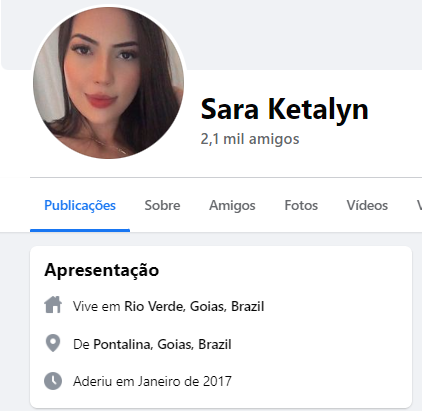 Sara Ketalyn
2,1 mil amigos
Publicações Sobre Amigos Fotos Vídeos
Apresentação
Vive em Rio Verde, Goias, Brazil
De Pontalina, Goias, Brazil
Aderiu em Janeiro de 2017